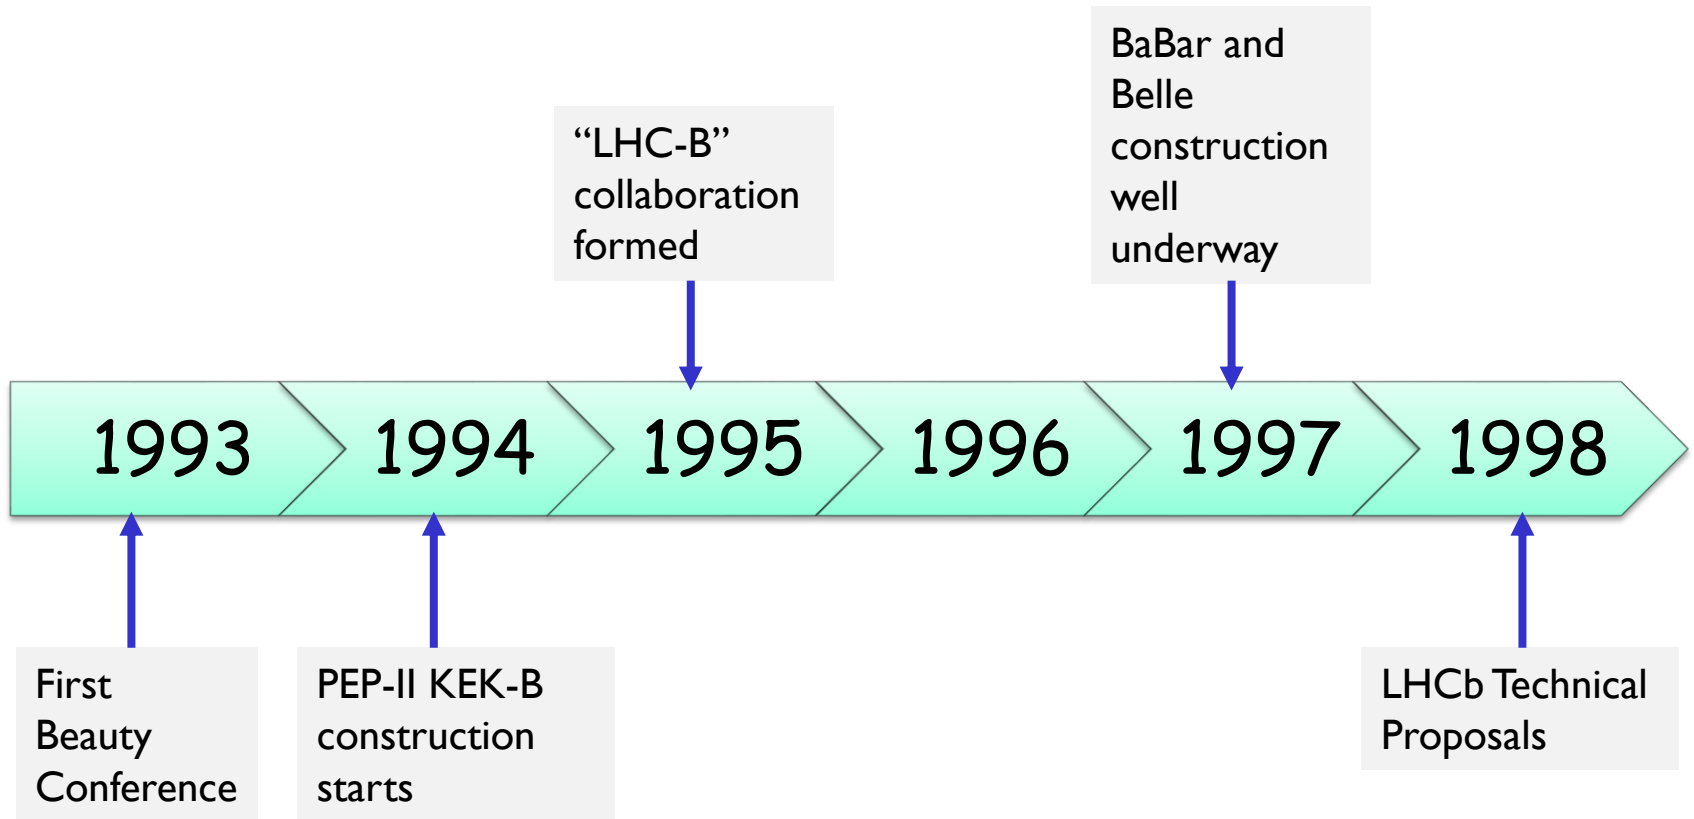 BaBar and
Belle
construction
well
underway
“LHC-B”
collaboration
formed
1993
1994
1995
1996
1997
1998
First
Beauty
Conference
PEP-II KEK-B
construction
starts
LHCb Technical
Proposals